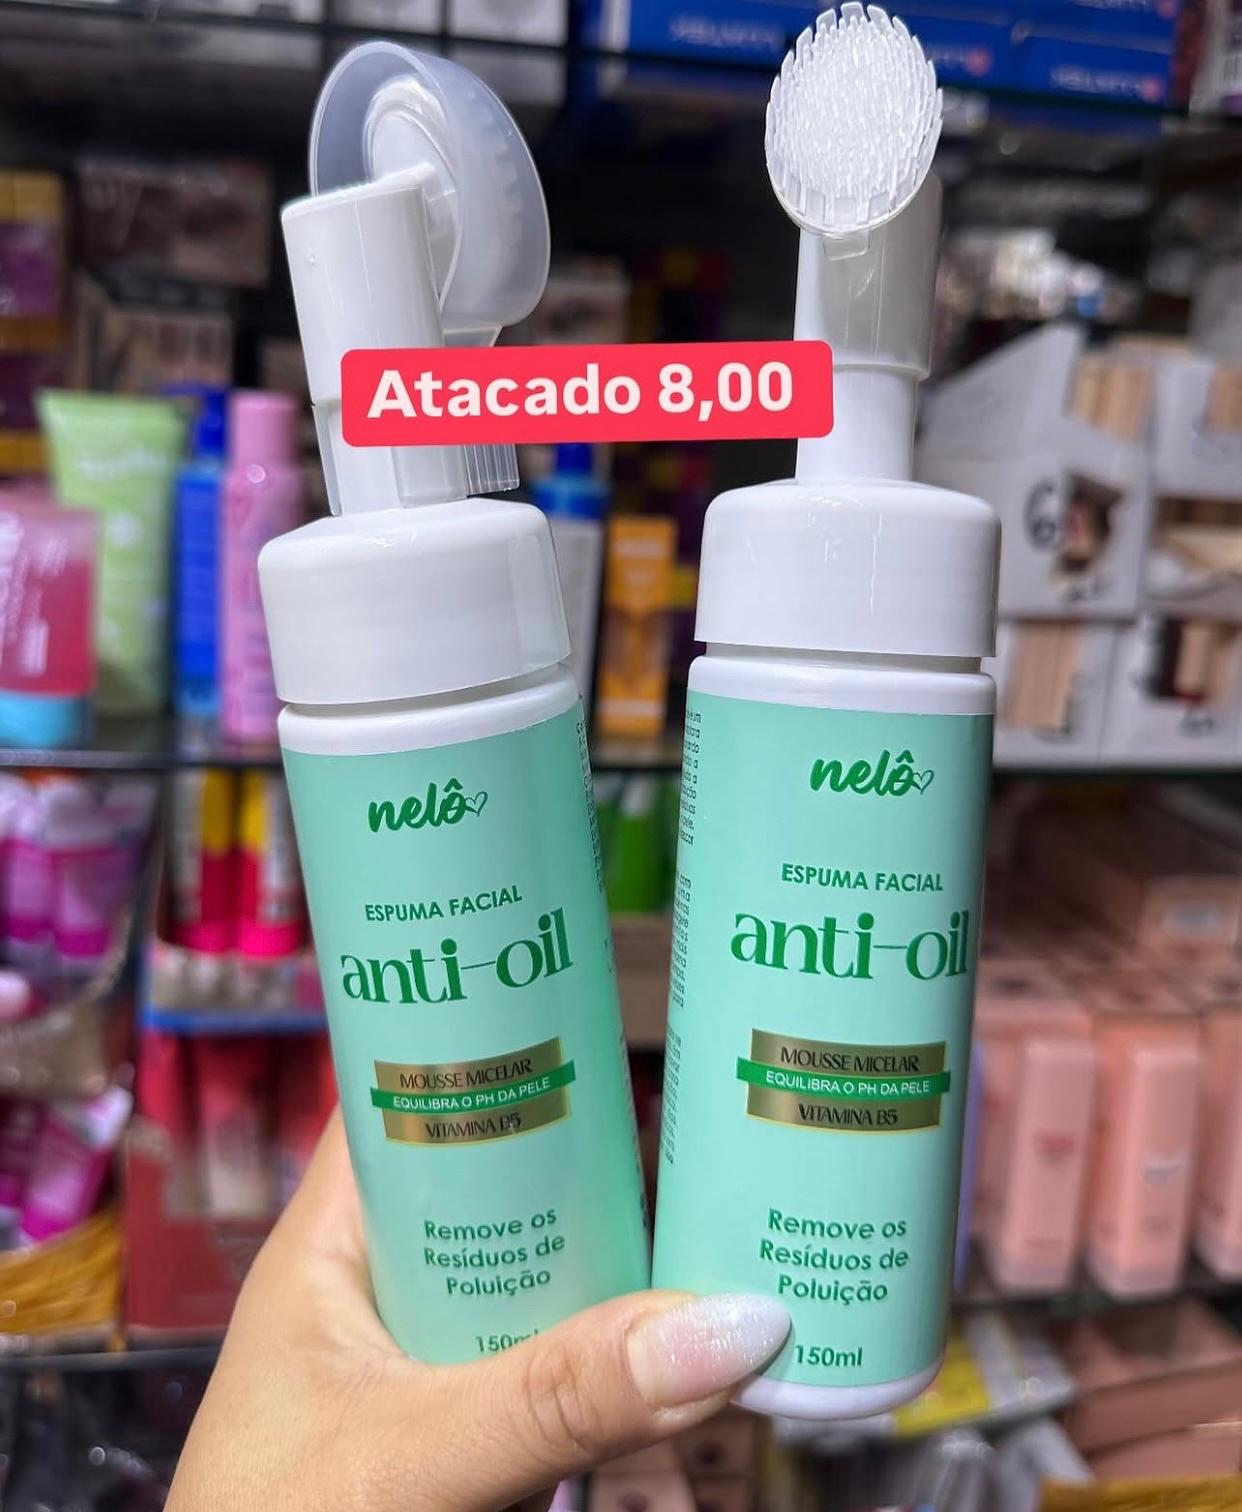 Atacado 8,00
nelô
ESPUMA FACIAL
anti-oil
MOUSSE MICELAR
EQUILIBRA O PH DA PELE
VITAMINA B5
Remove os
Resíduos de
Poluição
150ml
nelô
ESPUMA FACIAL
anti-oil
MOUSSE MICELAR
EQUILIBRA O PH DA PELE
VITAMINA B5
Remove os
Resíduos de
Poluição
150ml